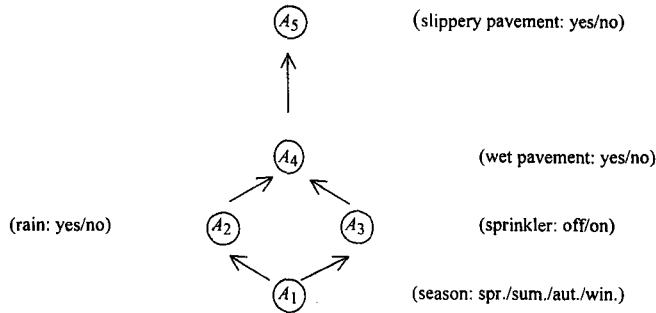 A5 (slippery pavement: yes/no)
A4 (wet pavement: yes/no)
(rain: yes/no) A2 A3 (sprinkler: off/on)
A1 (season: spr./sum./aut./win.)